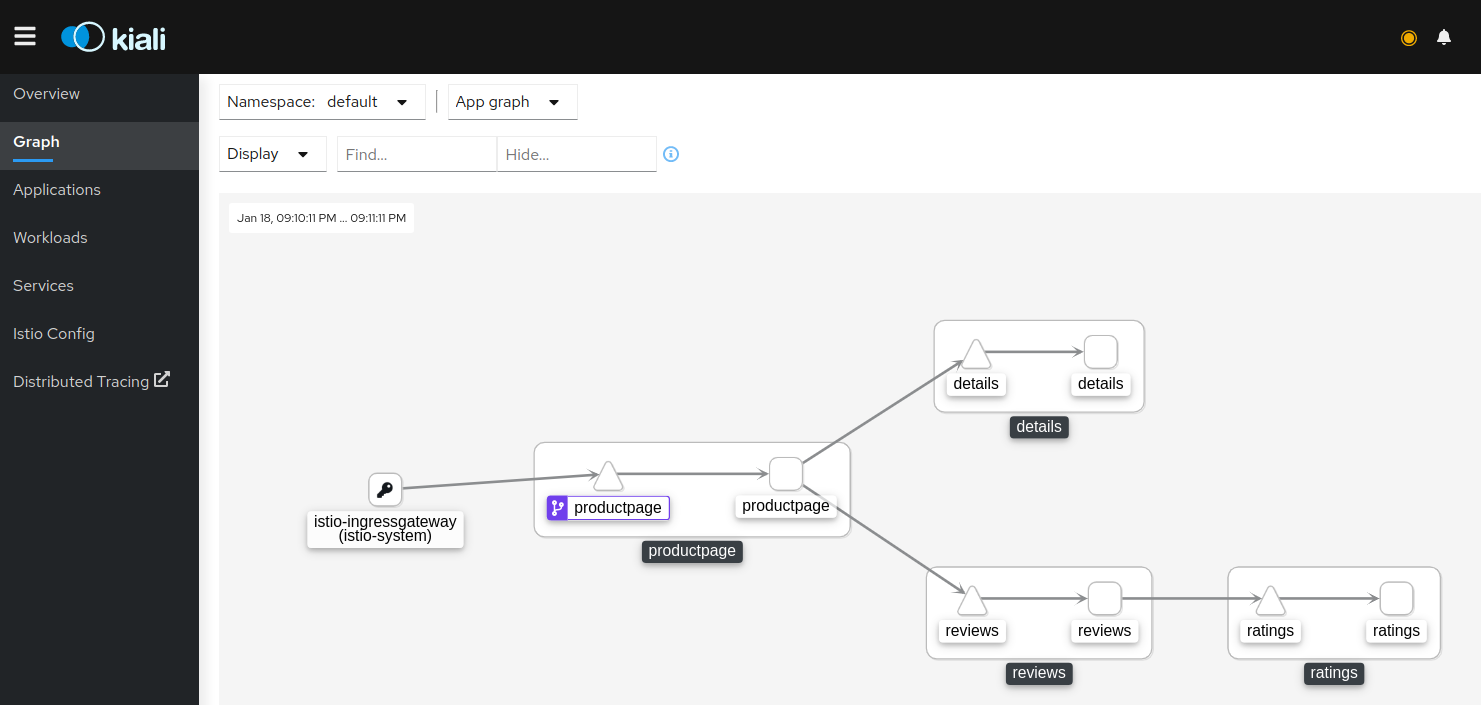 kiali
Overview
Graph
Applications
Workloads
Services
Istio Config
Distributed Tracing
Namespace: default
App graph
Display
Find...
Hide...
Jan 18, 09:10:11 PM ... 09:11:11 PM
details
details
details
istio-ingressgateway
(istio-system)
productpage
productpage
productpage
reviews
reviews
reviews
ratings
ratings
ratings